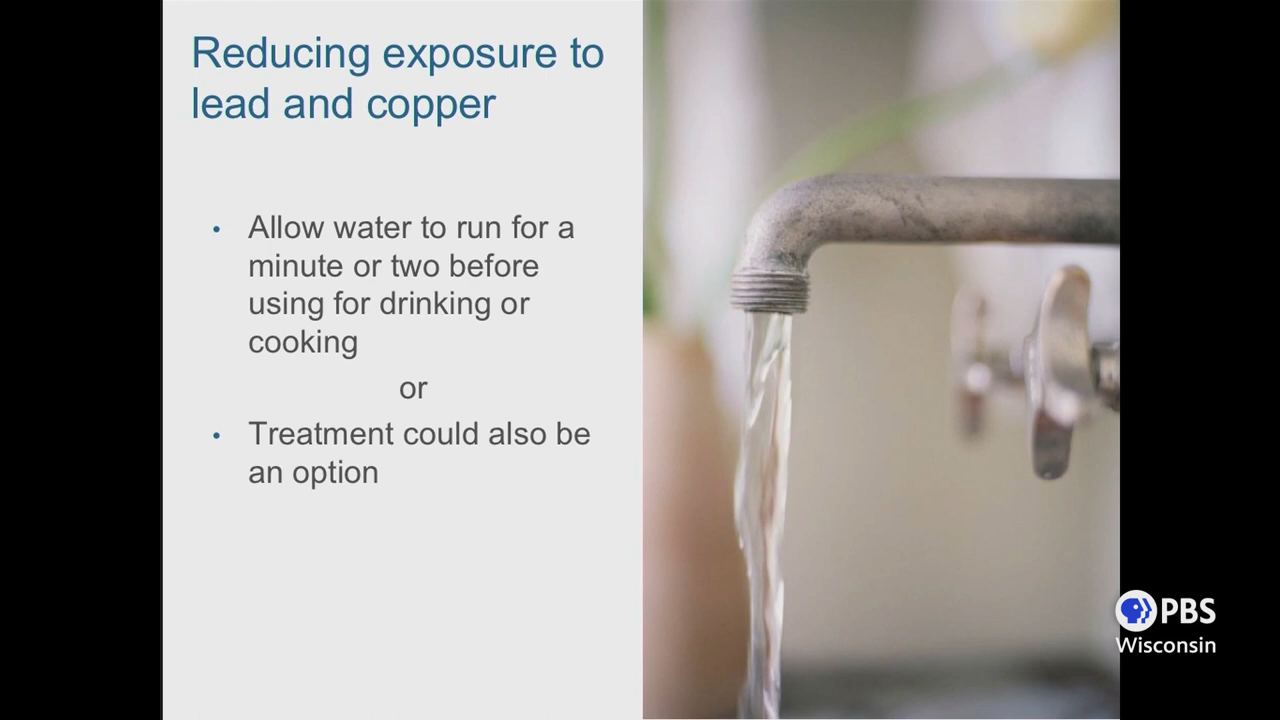 Reducing exposure to
lead and copper
• Allow water to run for a
minute or two before
using for drinking or
cooking
or
• Treatment could also be
an option
PBS
Wisconsin